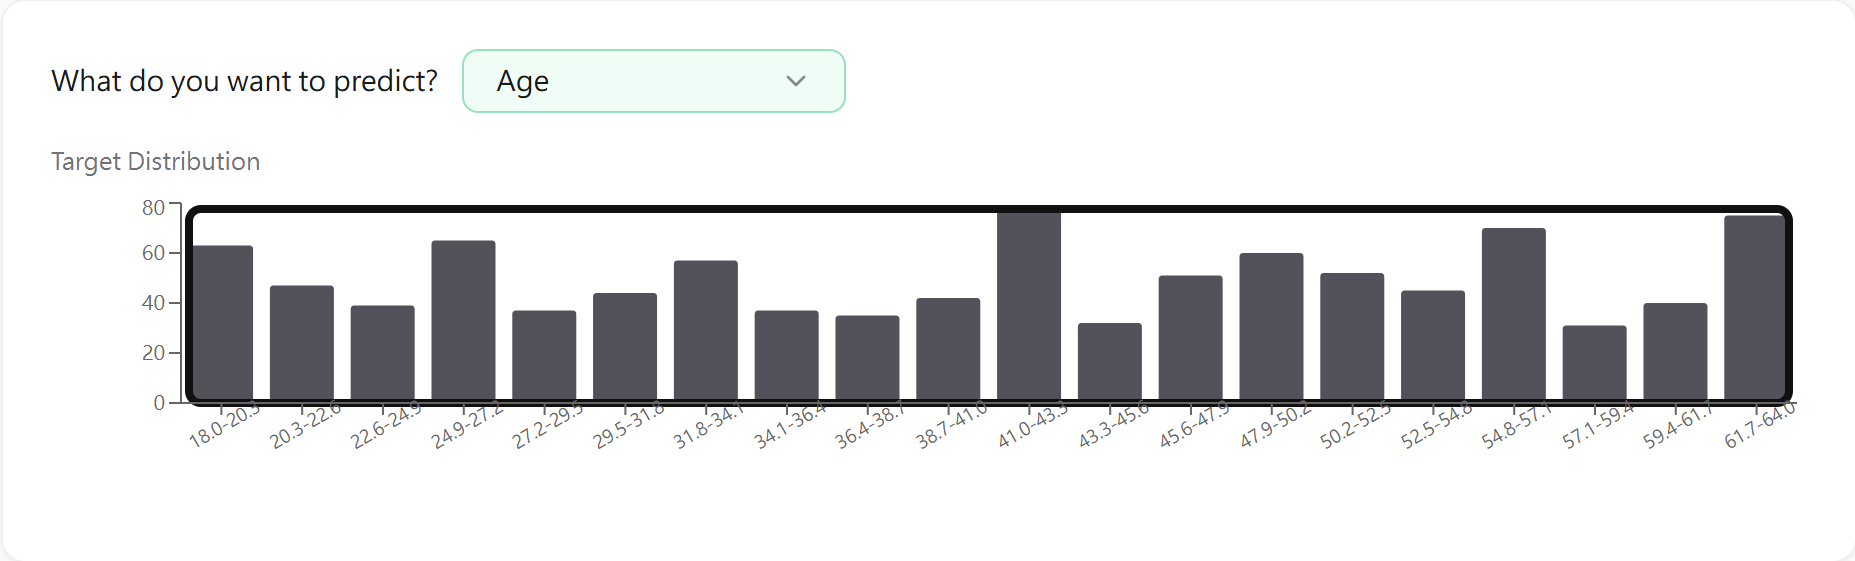 What do you want to predict? Age
Target Distribution
80
60
40
20
0
18.0-20.3 20.3-22.6 22.6-24.9 24.9-27.2 27.2-29.5 29.5-31.8 31.8-34.1 34.1-36.4 36.4-38.7 38.7-41.0 41.0-43.3 43.3-45.6 45.6-47.9 47.9-50.2 50.2-52.5 52.5-54.8 54.8-57.1 57.1-59.4 59.4-61.7 61.7-64.0